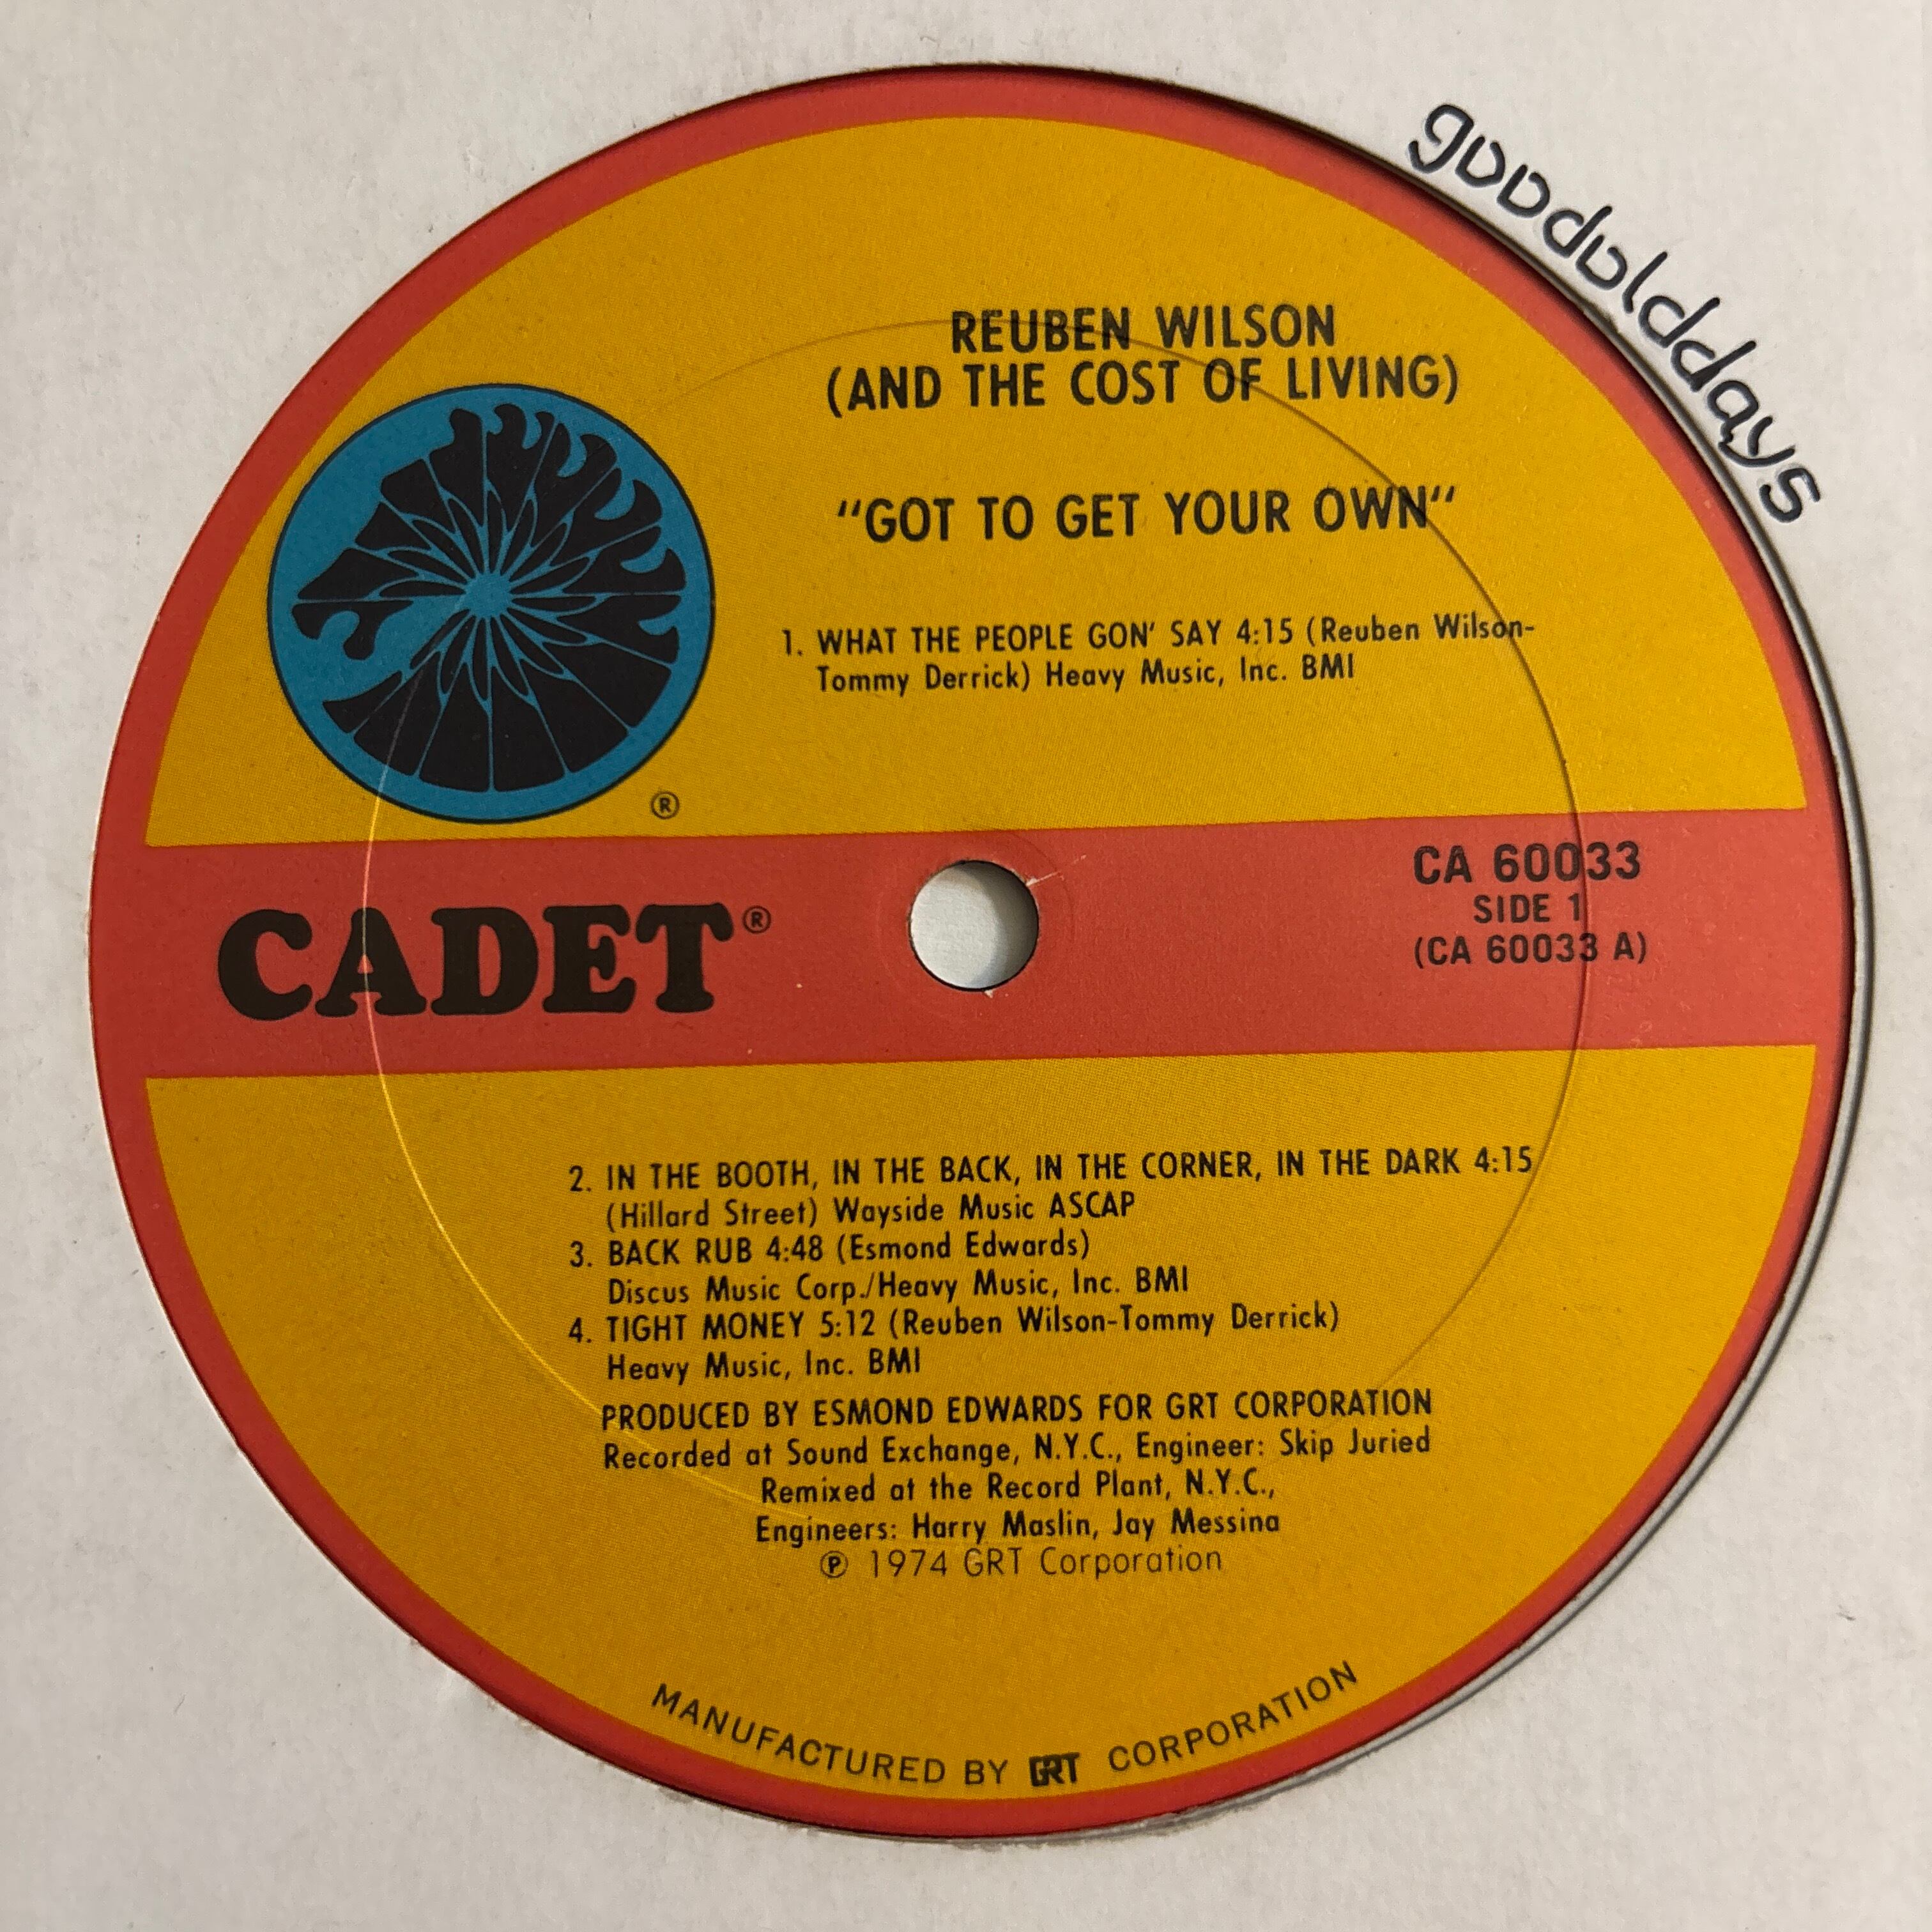 goodolddays
REUBEN WILSON
(AND THE COST OF LIVING)
"GOT TO GET YOUR OWN"
1. WHAT THE PEOPLE GON' SAY 4:15 (Reuben Wilson-
Tommy Derrick) Heavy Music, Inc. BMI
®
CADET®
CA 60033
SIDE 1
(CA 60033 A)
2. IN THE BOOTH, IN THE BACK, IN THE CORNER, IN THE DARK 4:15
(Hillard Street) Wayside Music ASCAP
3. BACK RUB 4:48 (Esmond Edwards)
Discus Music Corp./Heavy Music, Inc. BMI
4. TIGHT MONEY 5:12 (Reuben Wilson-Tommy Derrick)
Heavy Music, Inc. BMI
PRODUCED BY ESMOND EDWARDS FOR GRT CORPORATION
Recorded at Sound Exchange, N.Y.C., Engineer: Skip Juried
Remixed at the Record Plant, N.Y.C.,
Engineers: Harry Maslin, Jay Messina
℗ 1974 GRT Corporation
MANUFACTURED BY GRT CORPORATION